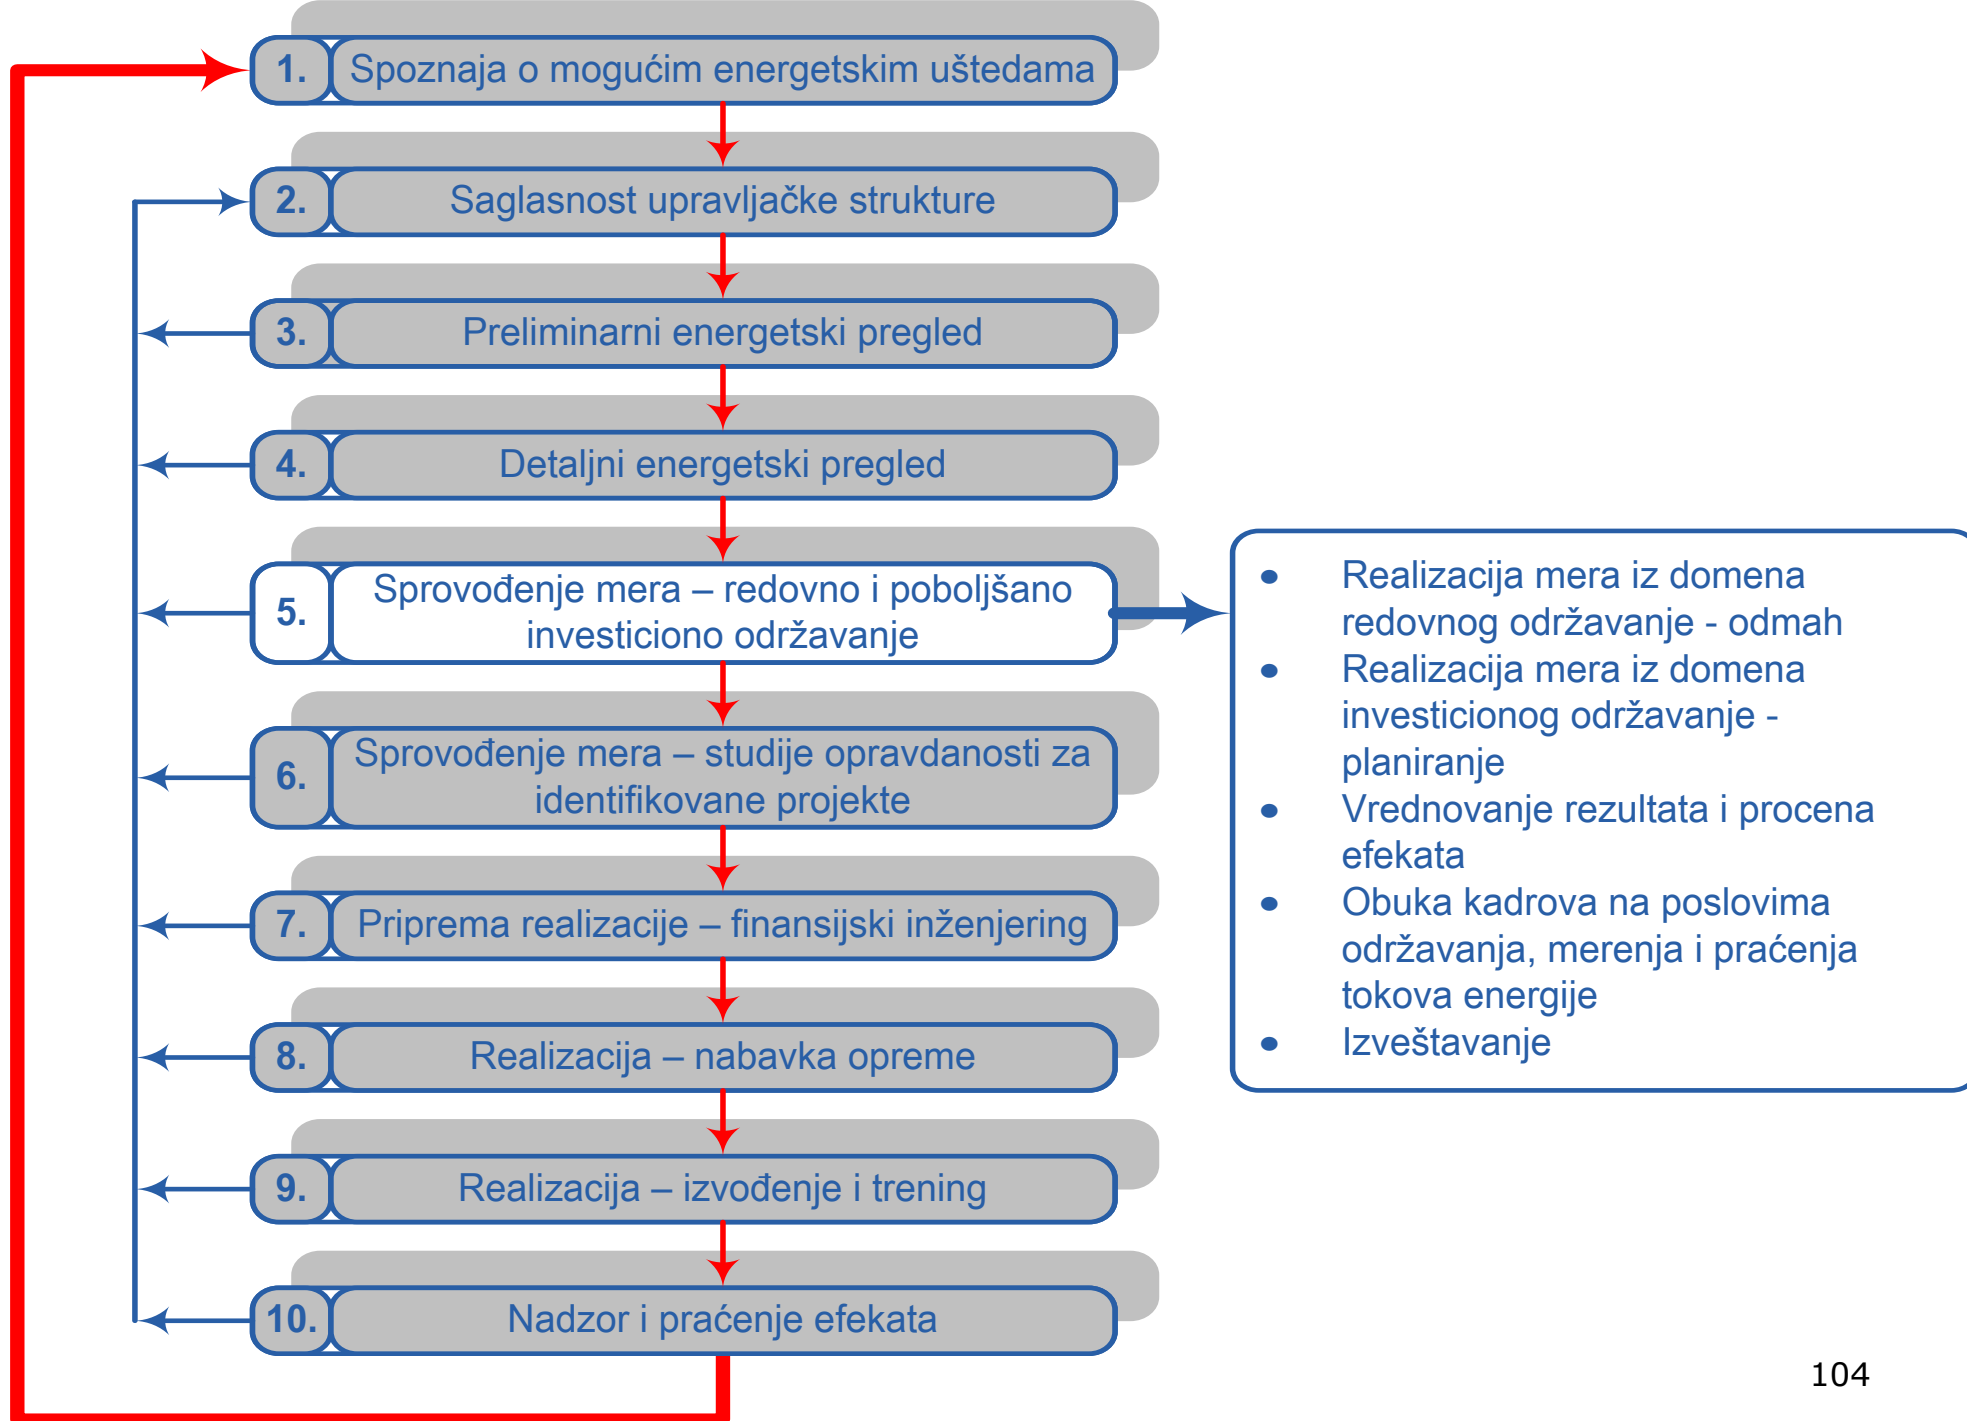 1. Spoznaja o mogućim energetskim uštedama
2. Saglasnost upravljačke strukture
3. Preliminarni energetski pregled
4. Detaljni energetski pregled
5. Sprovođenje mera – redovno i poboljšano
investiciono održavanje
6. Sprovođenje mera – studije opravdanosti za
identifikovane projekte
7. Priprema realizacije – finansijski inženjering
8. Realizacija – nabavka opreme
9. Realizacija – izvođenje i trening
10. Nadzor i praćenje efekata
• Realizacija mera iz domena
redovnog održavanje - odmah
• Realizacija mera iz domena
investicionog održavanje -
planiranje
• Vrednovanje rezultata i procena
efekata
• Obuka kadrova na poslovima
održavanja, merenja i praćenja
tokova energije
• Izveštavanje
104